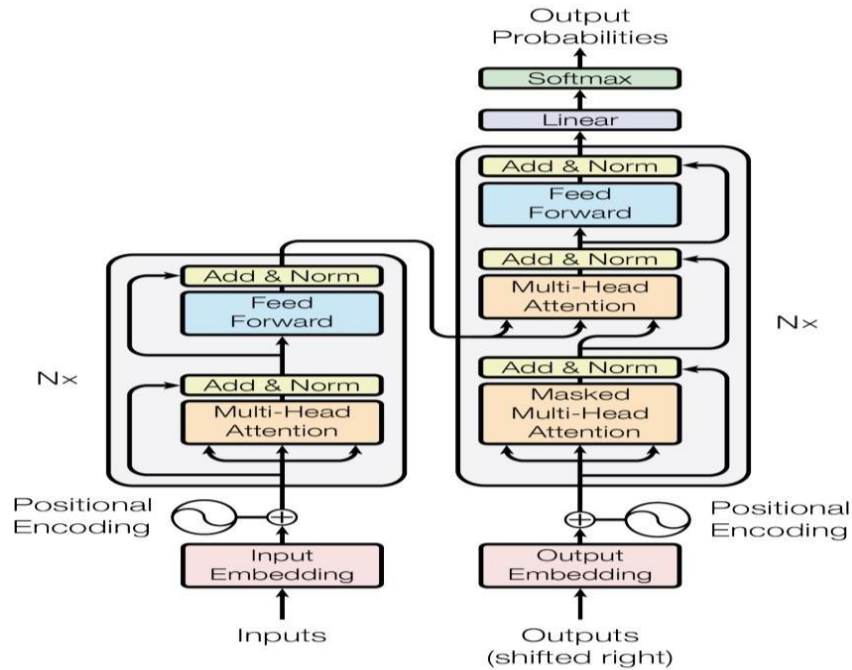 Output
Probabilities
Softmax
Linear
Add & Norm
Feed
Forward
Add & Norm
Multi-Head
Attention
Add & Norm
Masked
Multi-Head
Attention
Nx
Positional
Encoding
Output
Embedding
Outputs
(shifted right)
Add & Norm
Feed
Forward
Add & Norm
Multi-Head
Attention
Nx
Positional
Encoding
Input
Embedding
Inputs